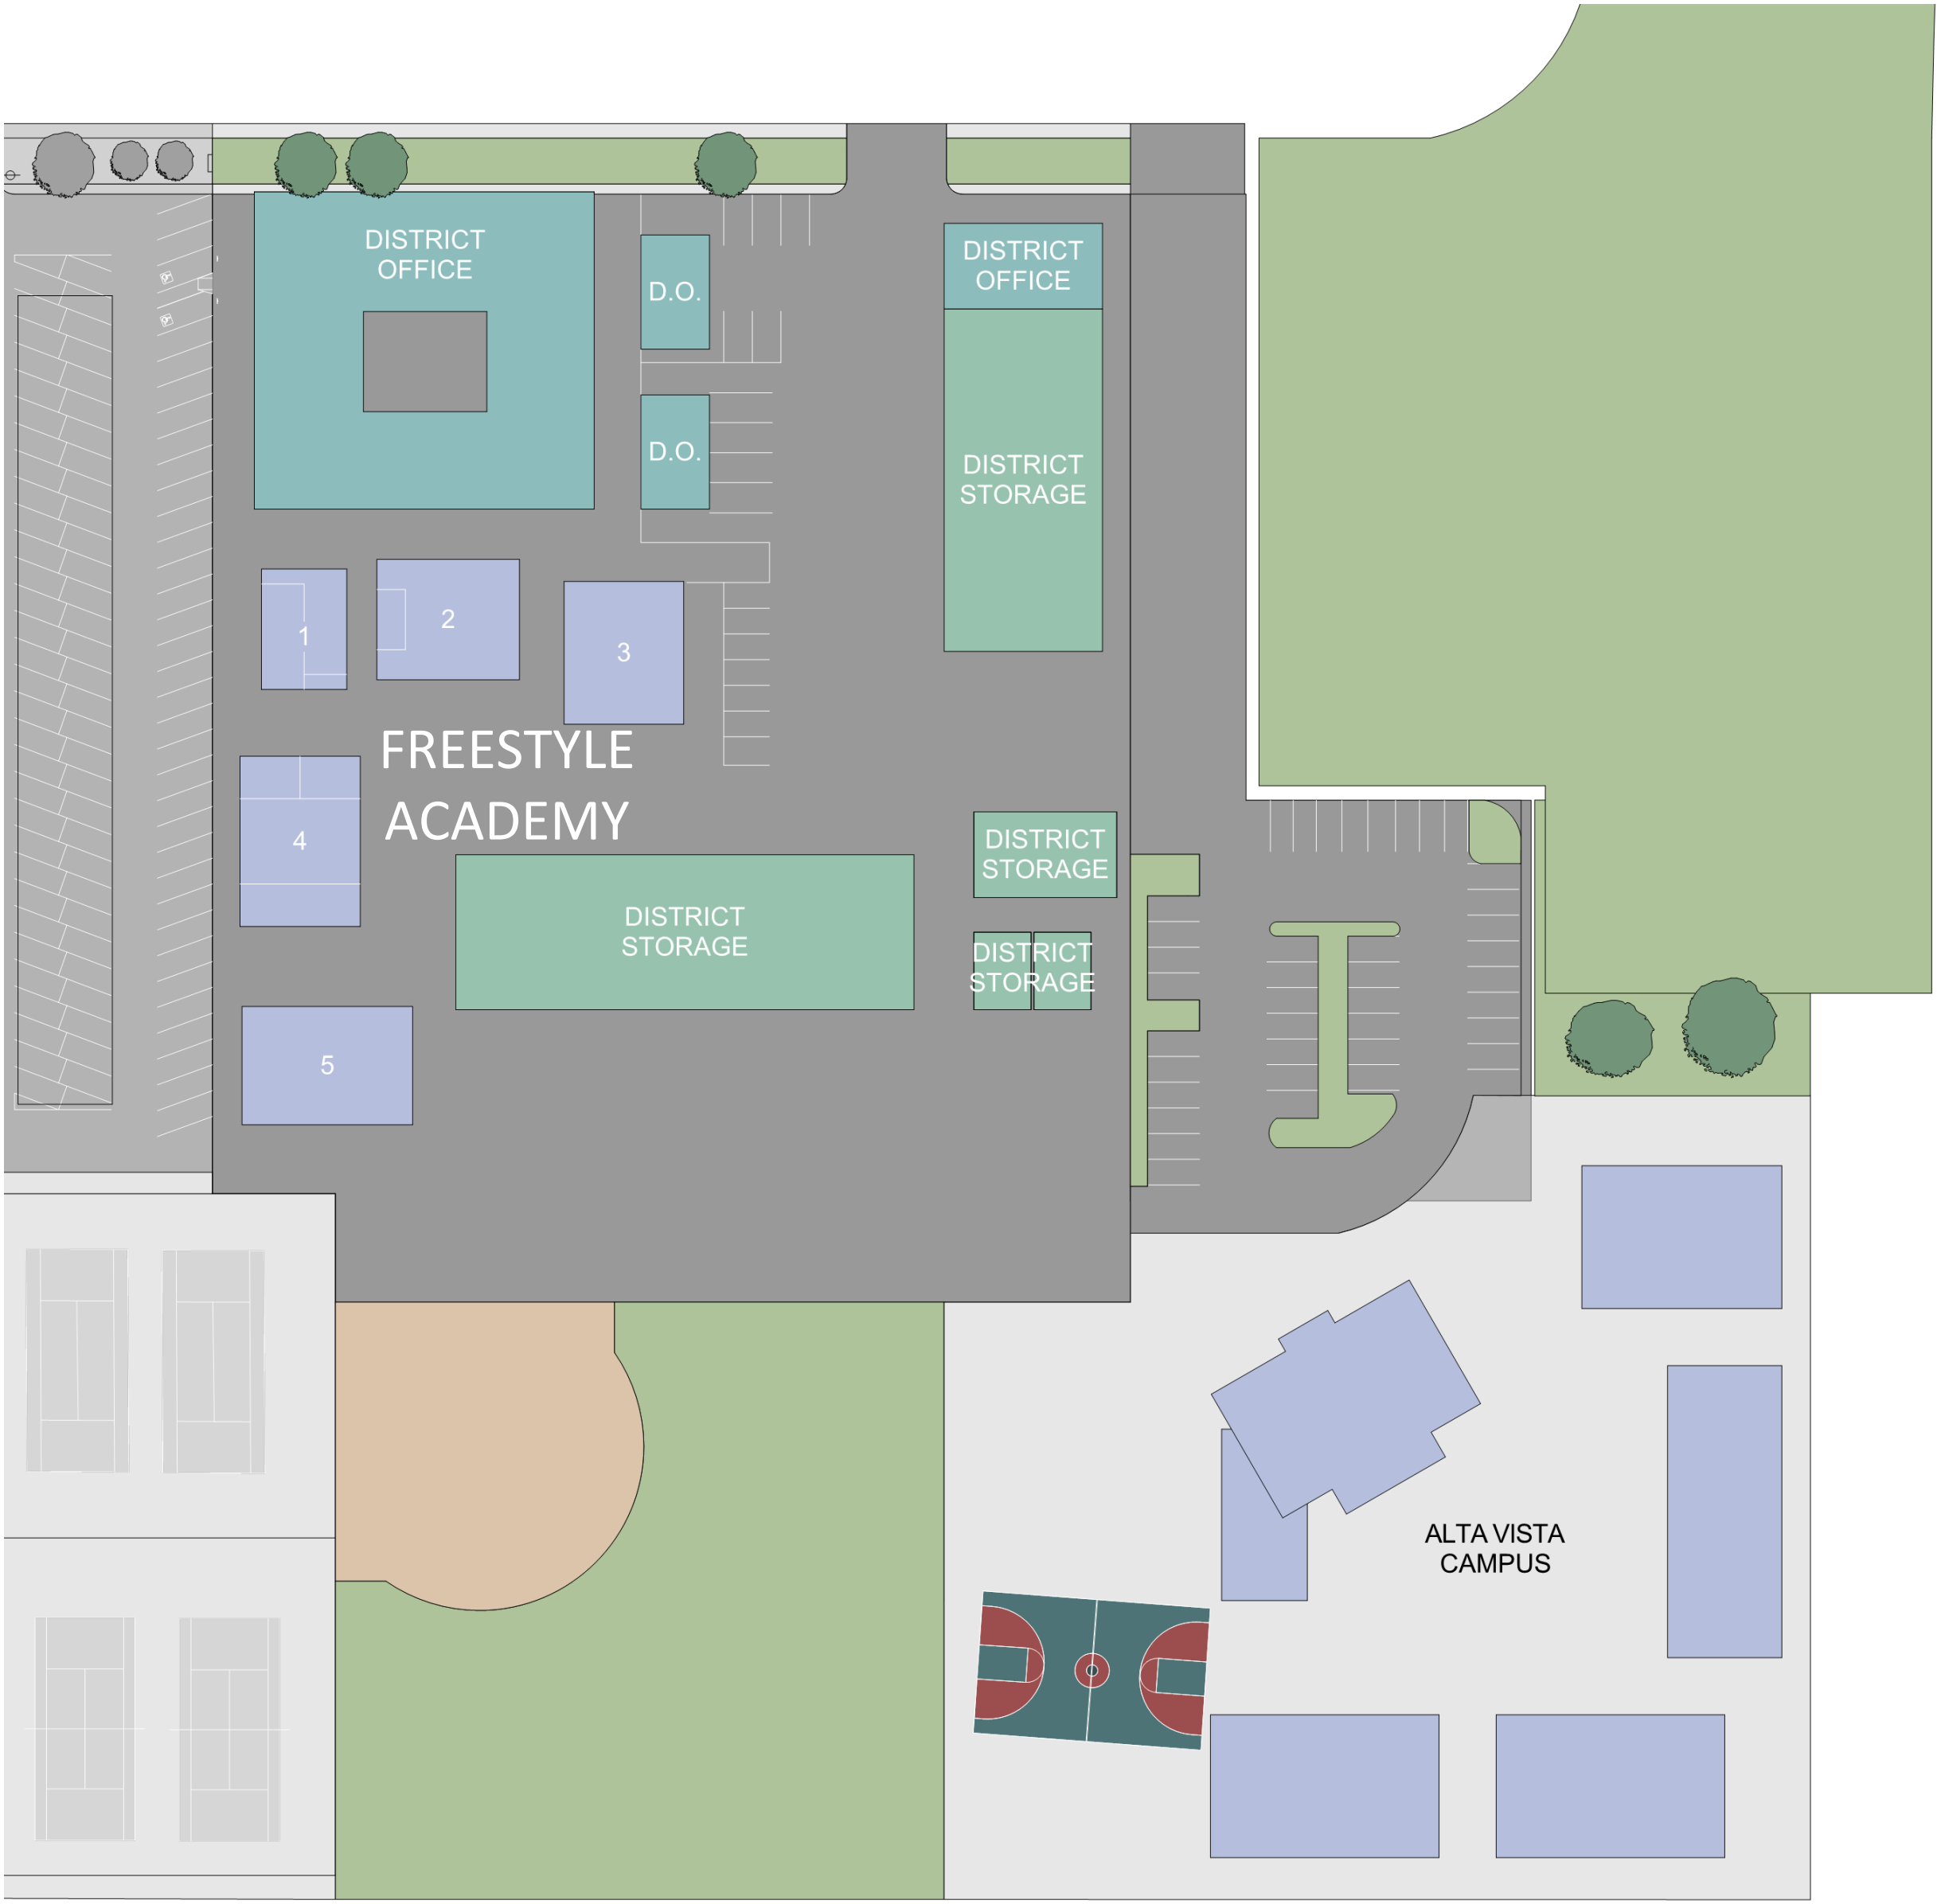 DISTRICT
OFFICE
D.O.
DISTRICT
OFFICE
D.O.
DISTRICT
STORAGE
1
2
3
FREESTYLE
ACADEMY
4
DISTRICT
STORAGE
DISTRICT
STORAGE
DISTRICT
STORAGE
5
ALTA VISTA
CAMPUS